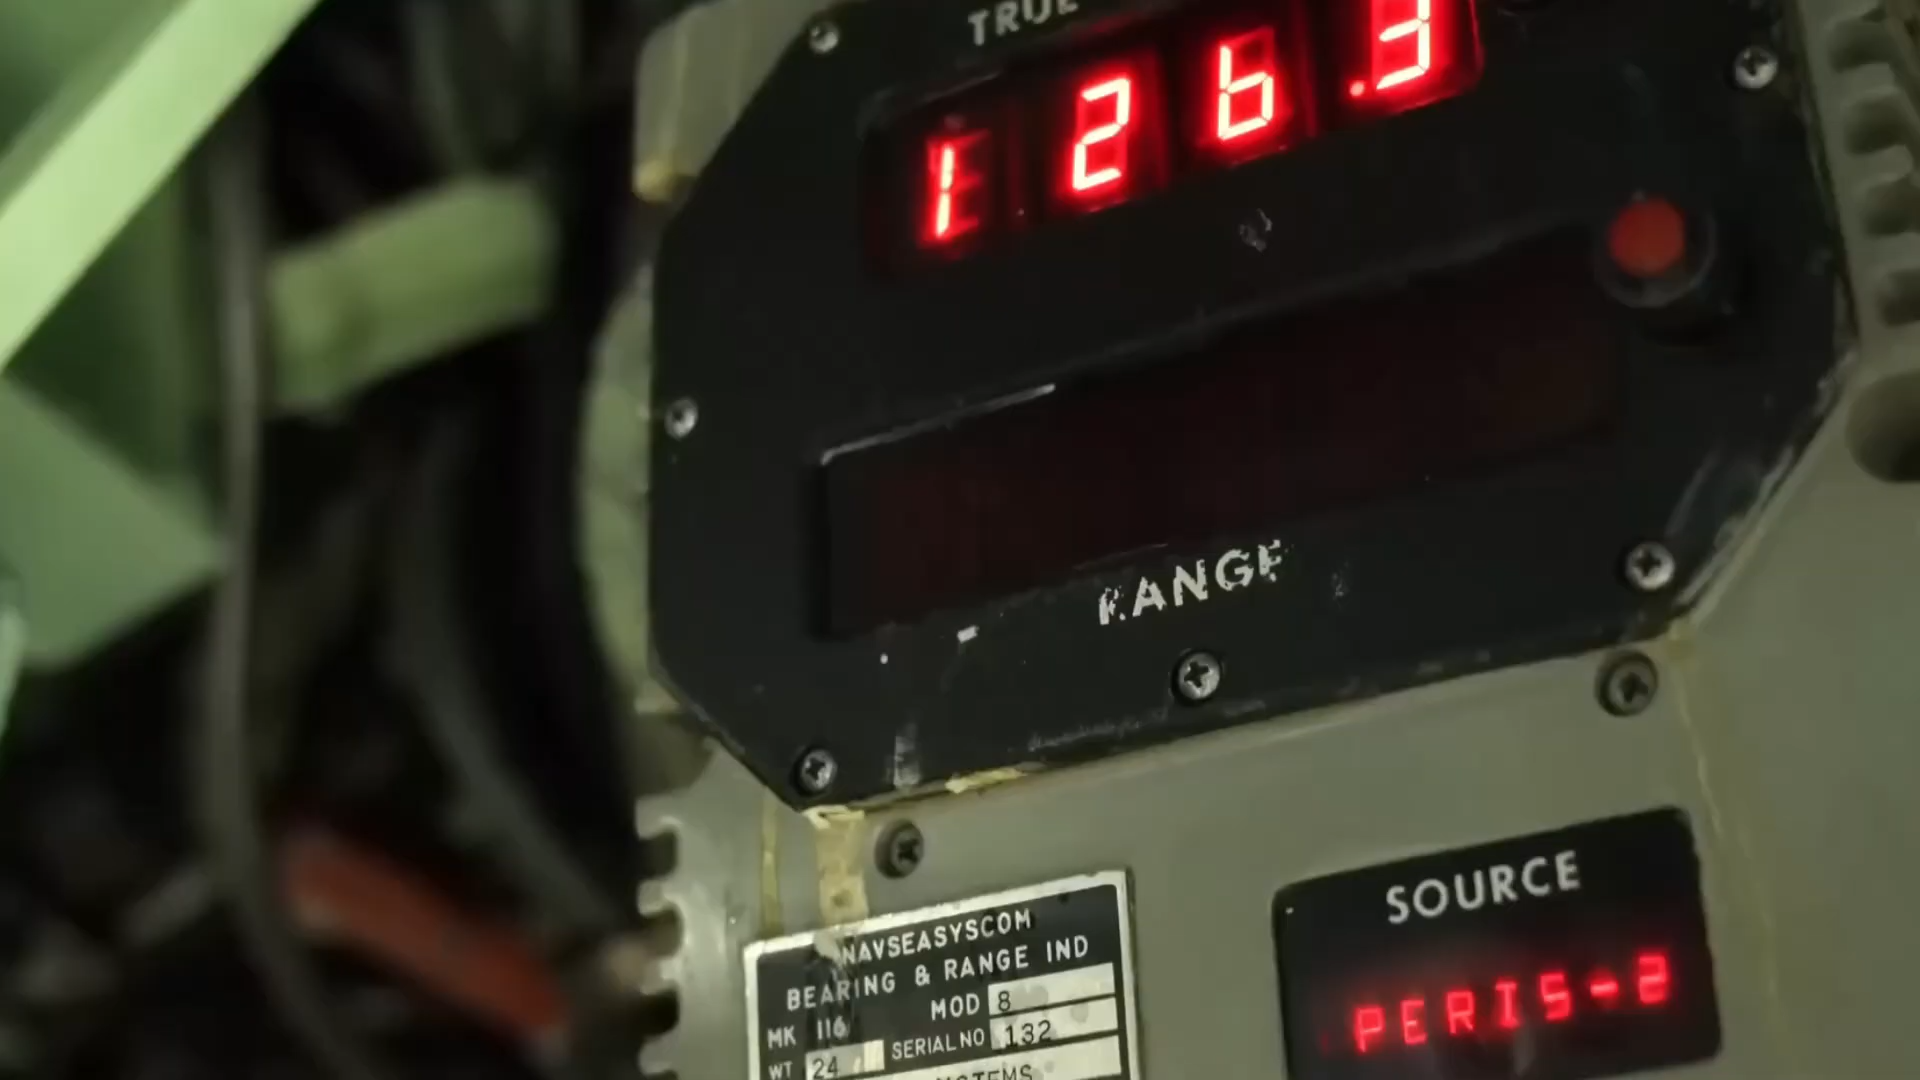 TRUE
126.3
RANGE
SOURCE
PERIS-2
NAVSEASYSCOM
BEARING & RANGE IND
MK 116 MOD 8
WT 24 SERIAL NO 132